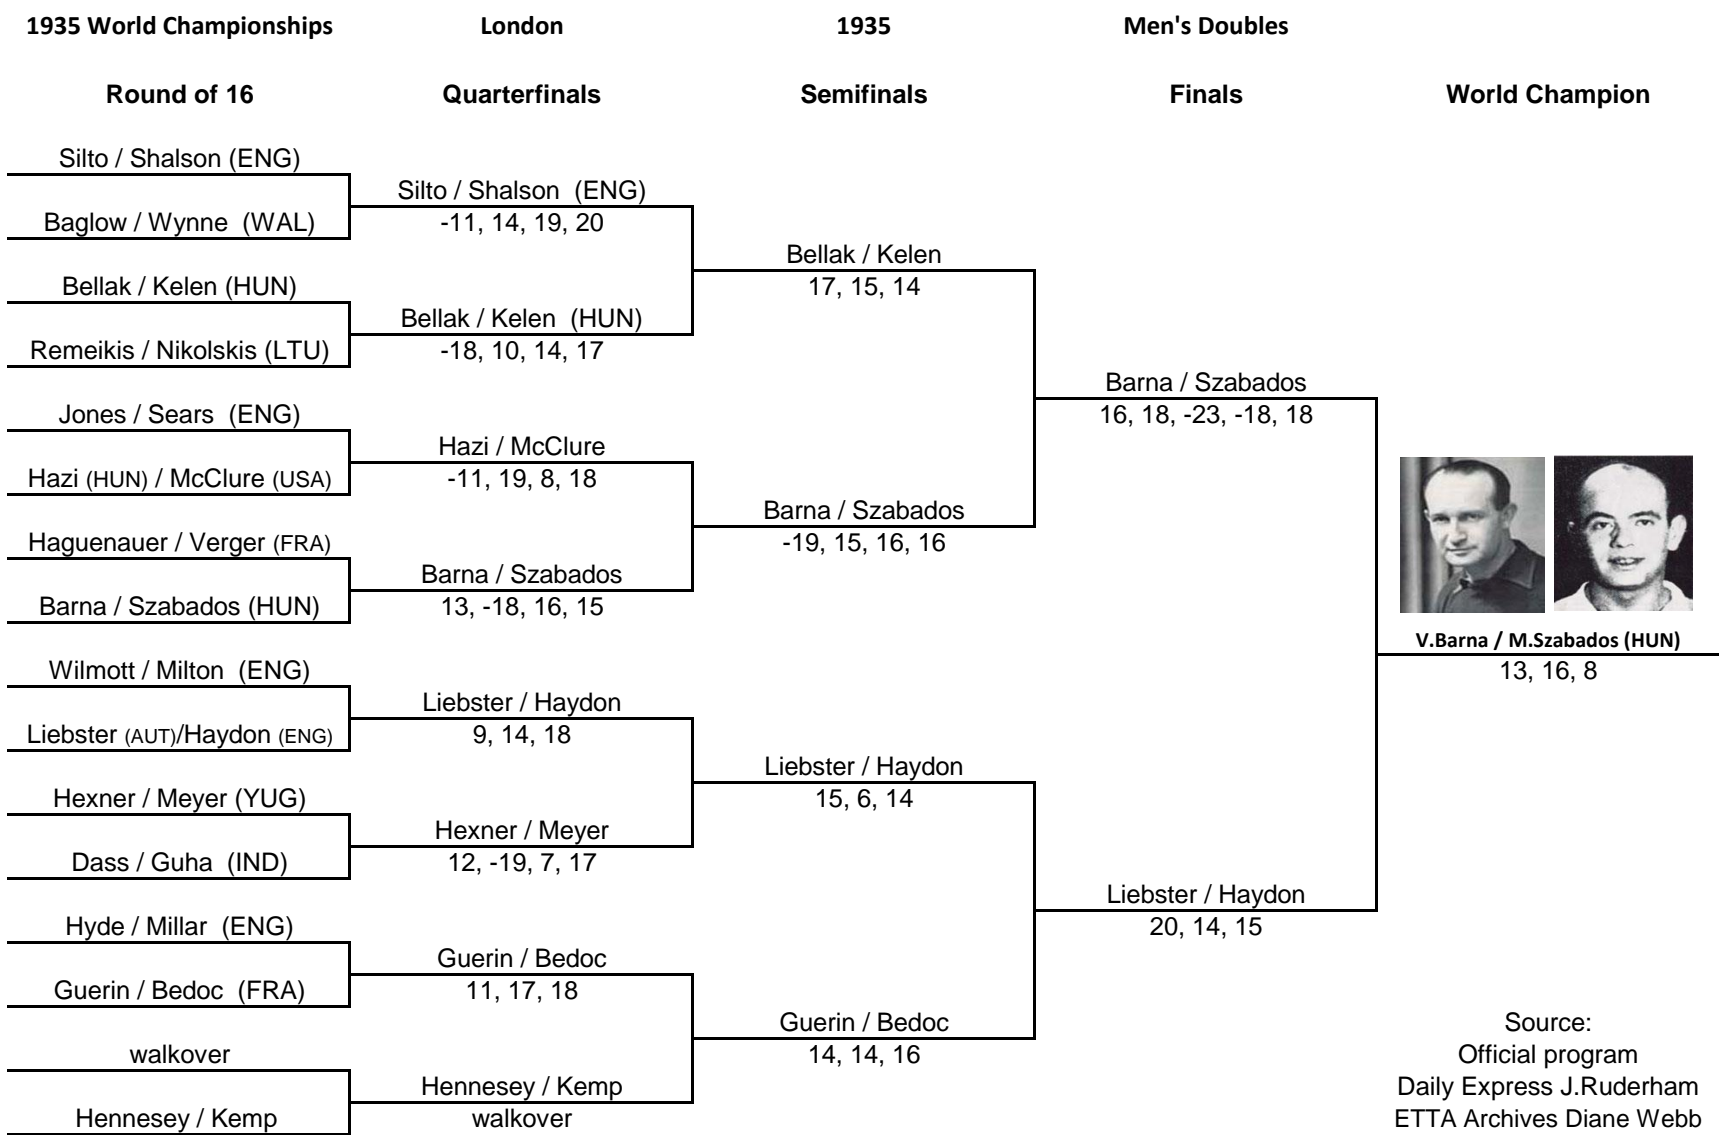 1935 World Championships London 1935 Men's Doubles
Round of 16 Quarterfinals Semifinals Finals World Champion
Silto / Shalson (ENG)
Baglow / Wynne (WAL)
Bellak / Kelen (HUN)
Remeikis / Nikolskis (LTU)
Jones / Sears (ENG)
Hazi (HUN) / McClure (USA)
Haguenauer / Verger (FRA)
Barna / Szabados (HUN)
Wilmott / Milton (ENG)
Liebster (AUT)/Haydon (ENG)
Hexner / Meyer (YUG)
Dass / Guha (IND)
Hyde / Millar (ENG)
Guerin / Bedoc (FRA)
walkover
Hennesey / Kemp
Silto / Shalson (ENG)
-11, 14, 19, 20
Bellak / Kelen (HUN)
-18, 10, 14, 17
Hazi / McClure
-11, 19, 8, 18
Barna / Szabados
13, -18, 16, 15
Liebster / Haydon
9, 14, 18
Hexner / Meyer
12, -19, 7, 17
Guerin / Bedoc
11, 17, 18
Hennesey / Kemp
walkover
Bellak / Kelen
17, 15, 14
Barna / Szabados
-19, 15, 16, 16
Liebster / Haydon
15, 6, 14
Guerin / Bedoc
14, 14, 16
Barna / Szabados
16, 18, -23, -18, 18
Liebster / Haydon
20, 14, 15
V.Barna / M.Szabados (HUN)
13, 16, 8
Source:
Official program
Daily Express J.Ruderham
ETTA Archives Diane Webb